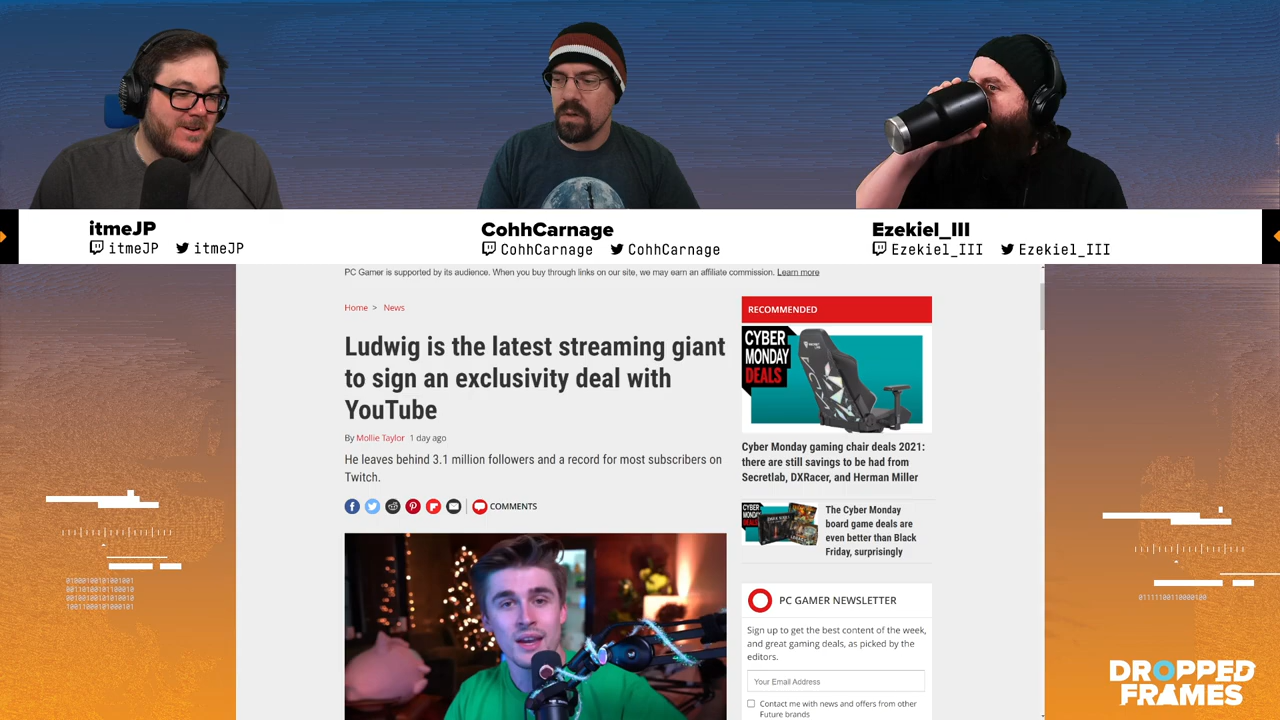 itmeJP
itmeJP itmeJP
CohhCarnage
CohhCarnage CohhCarnage
Ezekiel_III
Ezekiel_III Ezekiel_III
PC Gamer is supported by its audience. When you buy through links on our site, we may earn an affiliate commission. Learn more
Home > News
Ludwig is the latest streaming giant
to sign an exclusivity deal with
YouTube
By Mollie Taylor 1 day ago
He leaves behind 3.1 million followers and a record for most subscribers on
Twitch.
COMMENTS
RECOMMENDED
CYBER
MONDAY
DEALS
Cyber Monday gaming chair deals 2021:
there are still savings to be had from
Secretlab, DXRacer, and Herman Miller
The Cyber Monday
board game deals are
even better than Black
Friday, surprisingly
PC GAMER NEWSLETTER
Sign up to get the best content of the week,
and great gaming deals, as picked by the
editors.
Your Email Address
Contact me with news and offers from other
Future brands
DROPPED
FRAMES